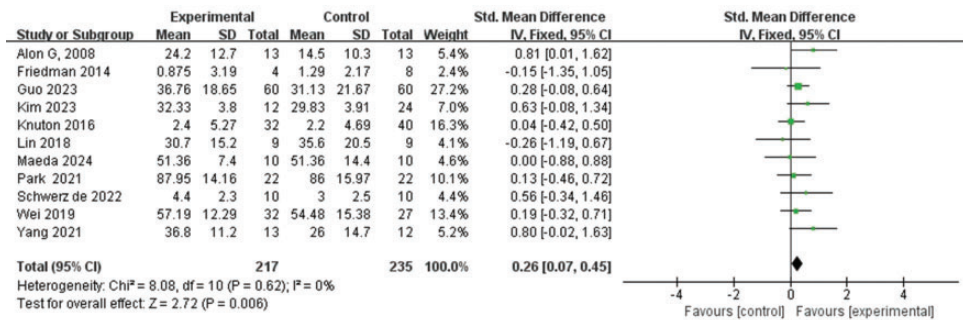 Experimental Control Std. Mean Difference Std. Mean Difference
Study or Subgroup Mean SD Total Mean SD Total Weight IV, Fixed, 95% CI IV, Fixed, 95% CI
Alon G, 2008 24.2 12.7 13 14.5 10.3 13 5.4% 0.81 [0.01, 1.62]
Friedman 2014 0.875 3.19 4 1.29 2.17 8 2.5% -0.15 [-1.35, 1.05]
Guo 2023 36.76 18.65 60 31.13 21.67 60 27.2% 0.28 [-0.08, 0.64]
Kim 2023 32.33 3.8 12 29.83 3.91 24 7.0% 0.63 [-0.08, 1.34]
Knuton 2016 2.4 5.27 32 2.2 4.69 40 16.3% 0.04 [-0.42, 0.50]
Lin 2018 30.7 15.2 9 35.6 20.5 9 4.1% -0.26 [-1.19, 0.67]
Maeda 2024 51.36 7.4 10 51.36 14.4 10 4.6% 0.00 [-0.88, 0.88]
Park 2021 87.95 14.16 22 86 15.97 22 10.1% 0.13 [-0.46, 0.72]
Schwerz de 2022 4.4 2.3 10 3 2.5 10 4.4% 0.56 [-0.34, 1.46]
Wei 2019 57.19 12.29 32 54.48 15.38 27 13.4% 0.19 [-0.32, 0.71]
Yang 2021 36.8 11.2 13 26 14.7 12 5.2% 0.80 [-0.02, 1.63]
Total (95% CI) 217 235 100.0% 0.26 [0.07, 0.45]
Heterogeneity: Chi² = 8.08, df = 10 (P = 0.62); I² = 0%
Test for overall effect: Z = 2.72 (P = 0.006)
-4 -2 0 2 4
Favours [control] Favours [experimental]